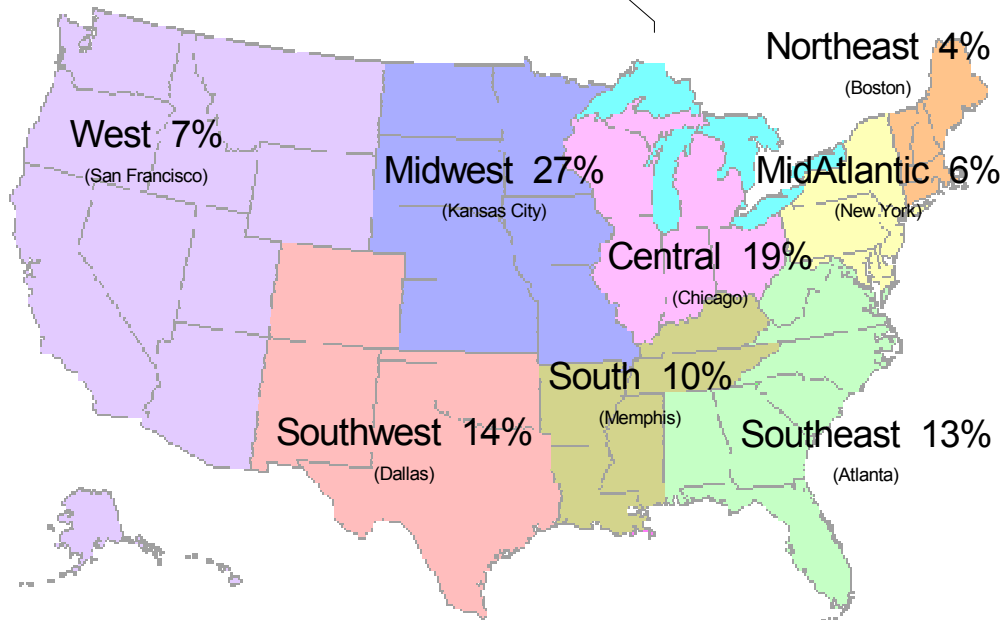 Northeast 4%
(Boston)
West 7%
(San Francisco)
Midwest 27%
(Kansas City)
MidAtlantic 6%
(New York)
Central 19%
(Chicago)
South 10%
(Memphis)
Southwest 14%
(Dallas)
Southeast 13%
(Atlanta)